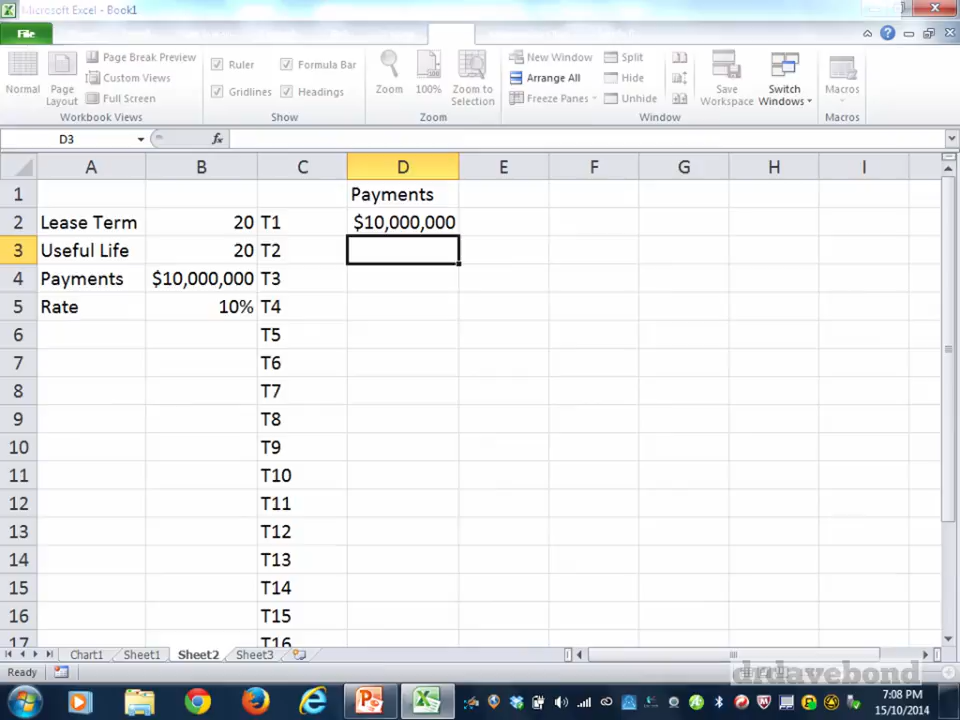 Microsoft Excel - Book1
File
Normal
Page Layout
Page Break Preview
Custom Views
Full Screen
Workbook Views
Ruler
Formula Bar
Gridlines
Headings
Show
Zoom
100%
Zoom to Selection
Zoom
New Window
Arrange All
Freeze Panes
Split
Hide
Unhide
Save Workspace
Switch Windows
Window
Macros
Macros
D3
fx
A B C D E F G H I
1 Payments
2 Lease Term 20 T1 $10,000,000
3 Useful Life 20 T2
4 Payments $10,000,000 T3
5 Rate 10% T4
6 T5
7 T6
8 T7
9 T8
10 T9
11 T10
12 T11
13 T12
14 T13
15 T14
16 T15
17 T16
Chart1 Sheet1 Sheet2 Sheet3
Ready
drdavebond
7:08 PM
15/10/2014